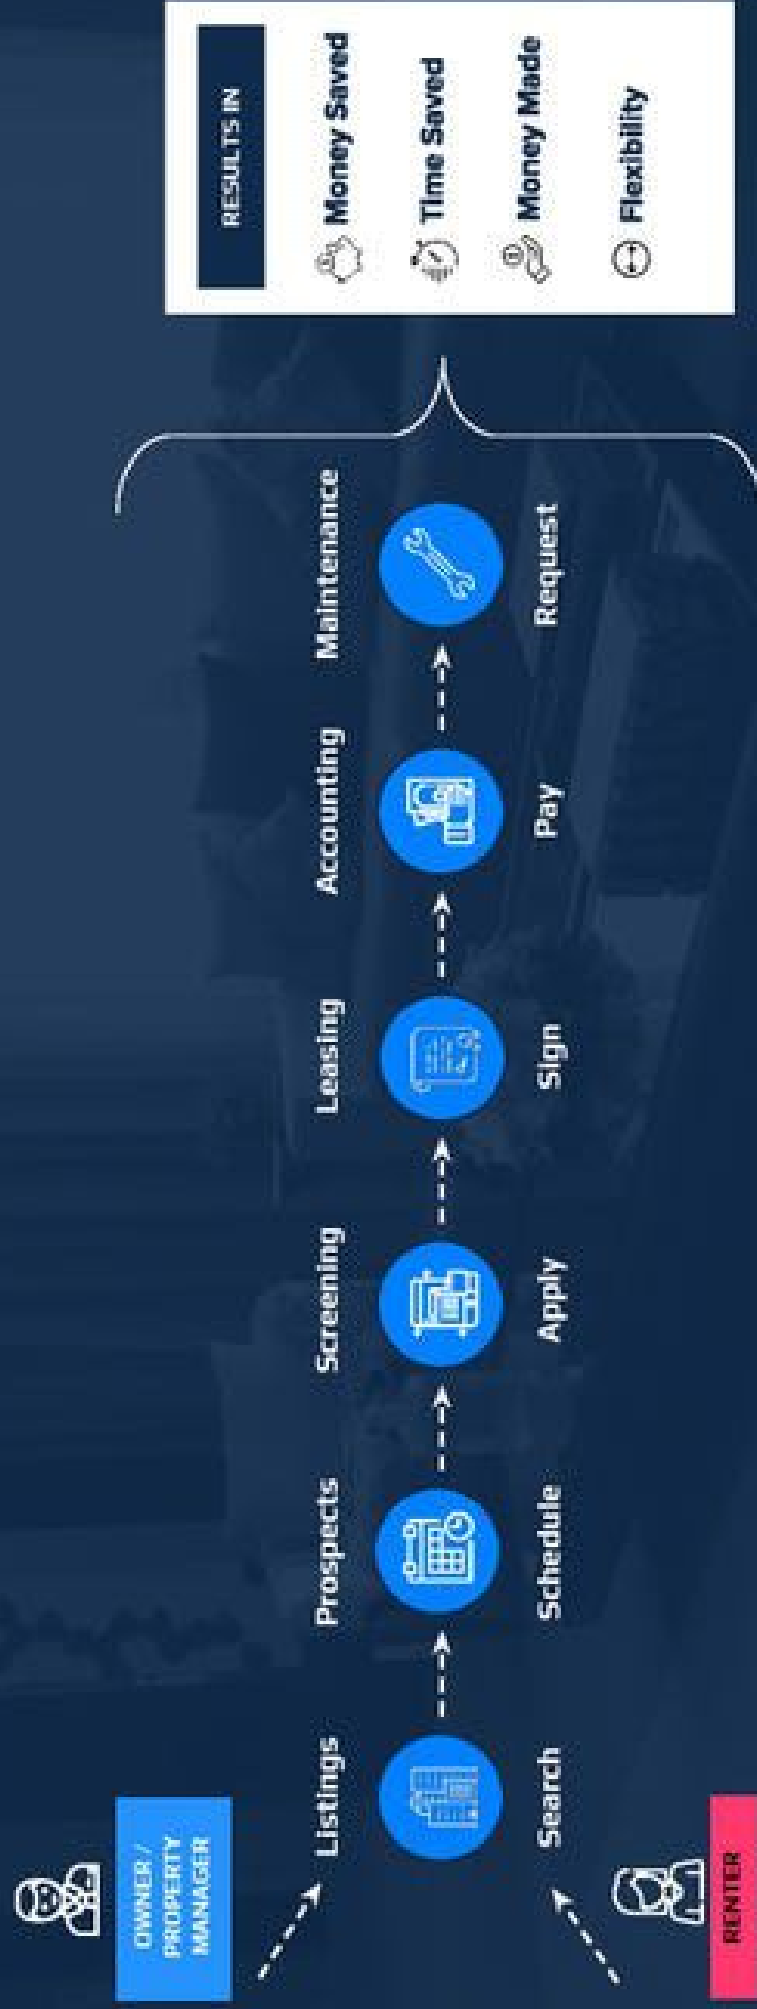 OWNER /
PROPERTY
MANAGER
Listings
Prospects
Screening
Leasing
Accounting
Maintenance
Search
Schedule
Apply
Sign
Pay
Request
RENTER
RESULTS IN
Money Saved
Time Saved
Money Made
Flexibility